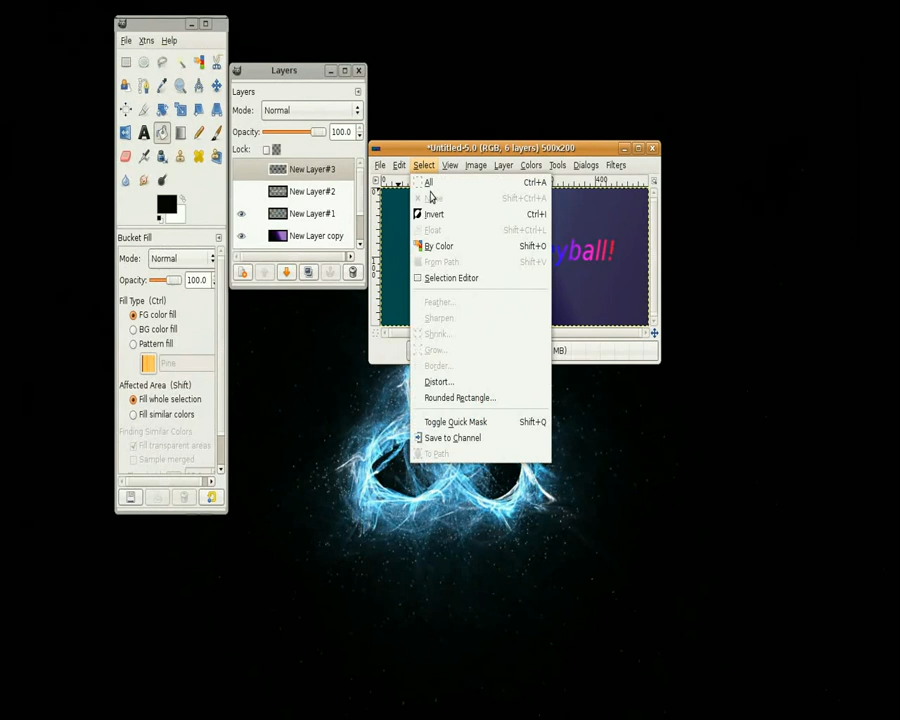 File Xtns Help
Bucket Fill
Mode: Normal
Opacity: 100.0
Fill Type (Ctrl)
FG color fill
BG color fill
Pattern fill
Pine
Affected Area (Shift)
Fill whole selection
Fill similar colors
Finding Similar Colors
Fill transparent areas
Sample merged
Layers
Layers
Mode: Normal
Opacity: 100.0
Lock:
New Layer#3
New Layer#2
New Layer#1
New Layer copy
*Untitled-5.0 (RGB, 6 layers) 500x200
File Edit Select View Image Layer Colors Tools Dialogs Filters
0 400
100
All Ctrl+A
Shift+Ctrl+A
Invert Ctrl+I
Float Shift+Ctrl+L
By Color Shift+O
From Path Shift+V
Selection Editor
Feather...
Sharpen
Shrink...
Grow...
Border...
Distort...
Rounded Rectangle...
Toggle Quick Mask Shift+Q
Save to Channel
To Path
yball!
MB)